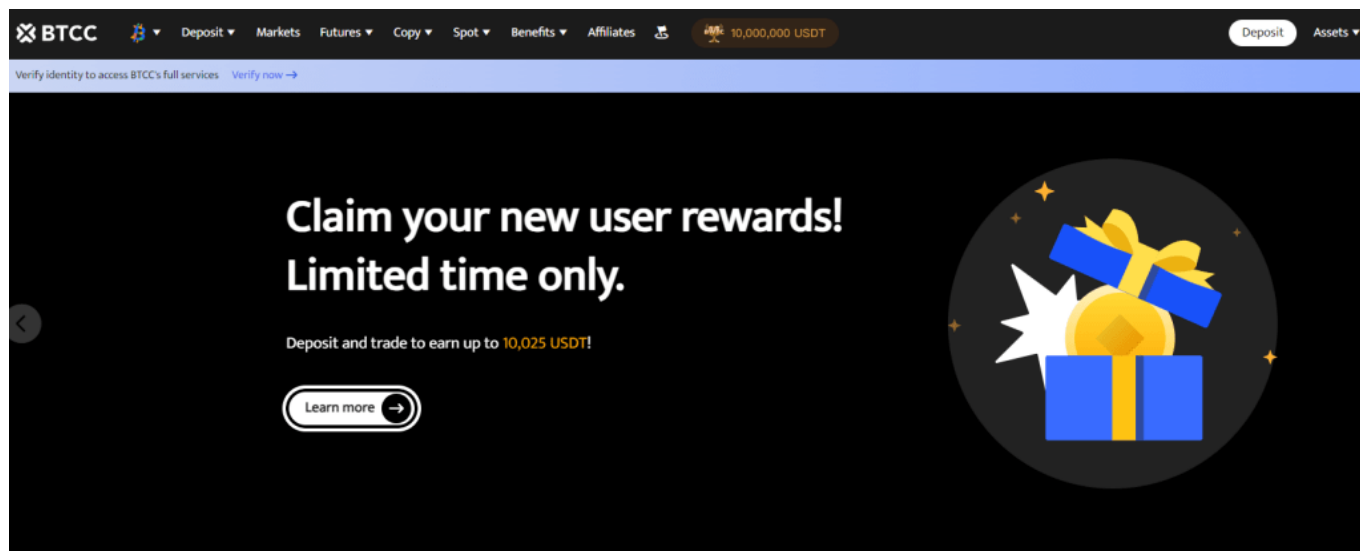 BTCC Deposit Markets Futures Copy Spot Benefits Affiliates 10,000,000 USDT Deposit Assets
Verify identity to access BTCC's full services Verify now →
Claim your new user rewards!
Limited time only.
Deposit and trade to earn up to 10,025 USDT!
Learn more →